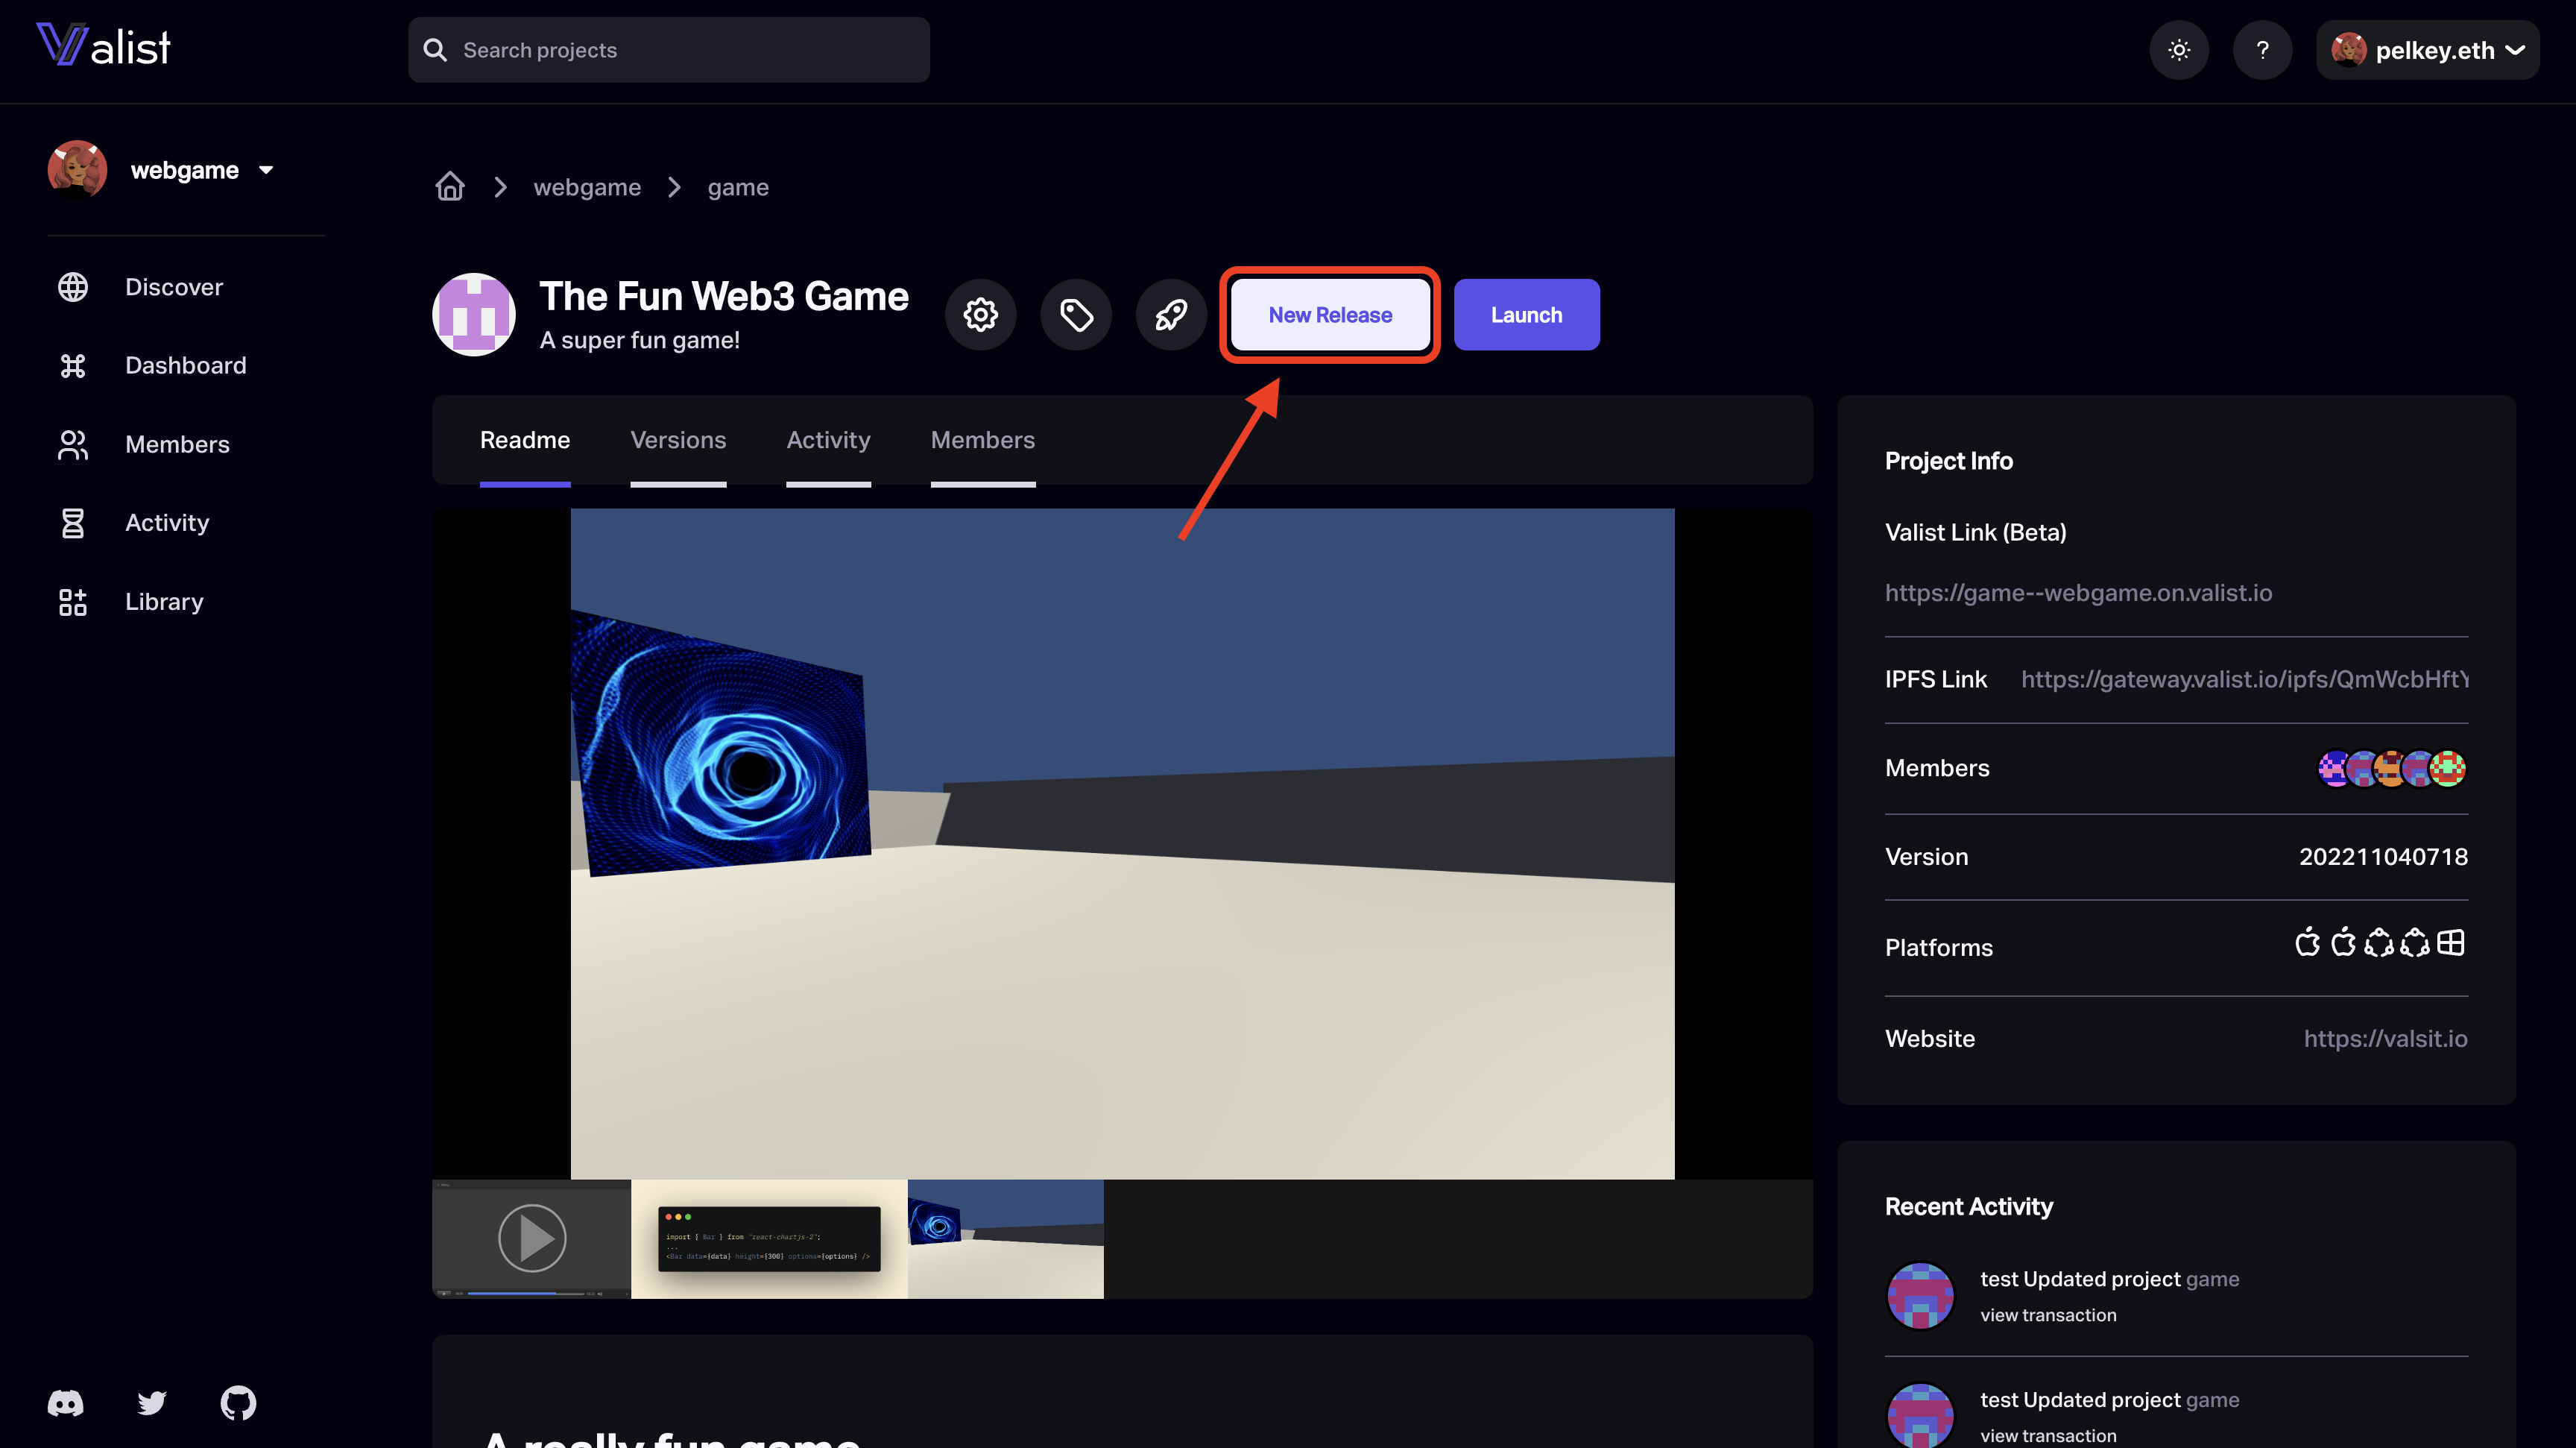 Valist
Search projects
?
pelkey.eth
webgame
webgame
game
Discover
Dashboard
Members
Activity
Library
The Fun Web3 Game
A super fun game!
New Release
Launch
Readme
Versions
Activity
Members
import { Bar } from "react-chartjs-2";
...
<Bar data={data} height={300} options={options} />
A really fun game
Project Info
Valist Link (Beta)
https://game--webgame.on.valist.io
IPFS Link
https://gateway.valist.io/ipfs/QmWcbHftY
Members
Version
202211040718
Platforms
Website
https://valsit.io
Recent Activity
test Updated project game
view transaction
test Updated project game
view transaction